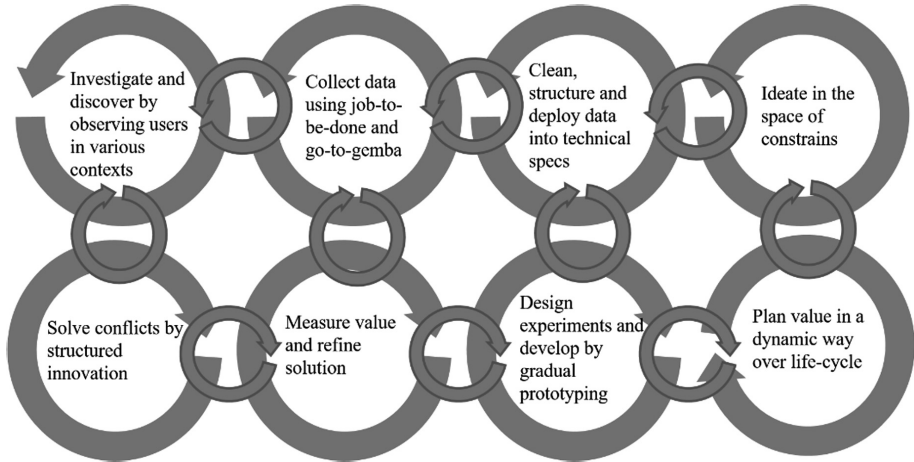 Investigate and
discover by
observing users
in various
contexts
Collect data
using job-to-
be-done and
go-to-gemba
Clean,
structure and
deploy data
into technical
specs
Ideate in the
space of
constrains
Solve conflicts by
structured
innovation
Measure value
and refine
solution
Design
experiments and
develop by
gradual
prototyping
Plan value in a
dynamic way
over life-cycle